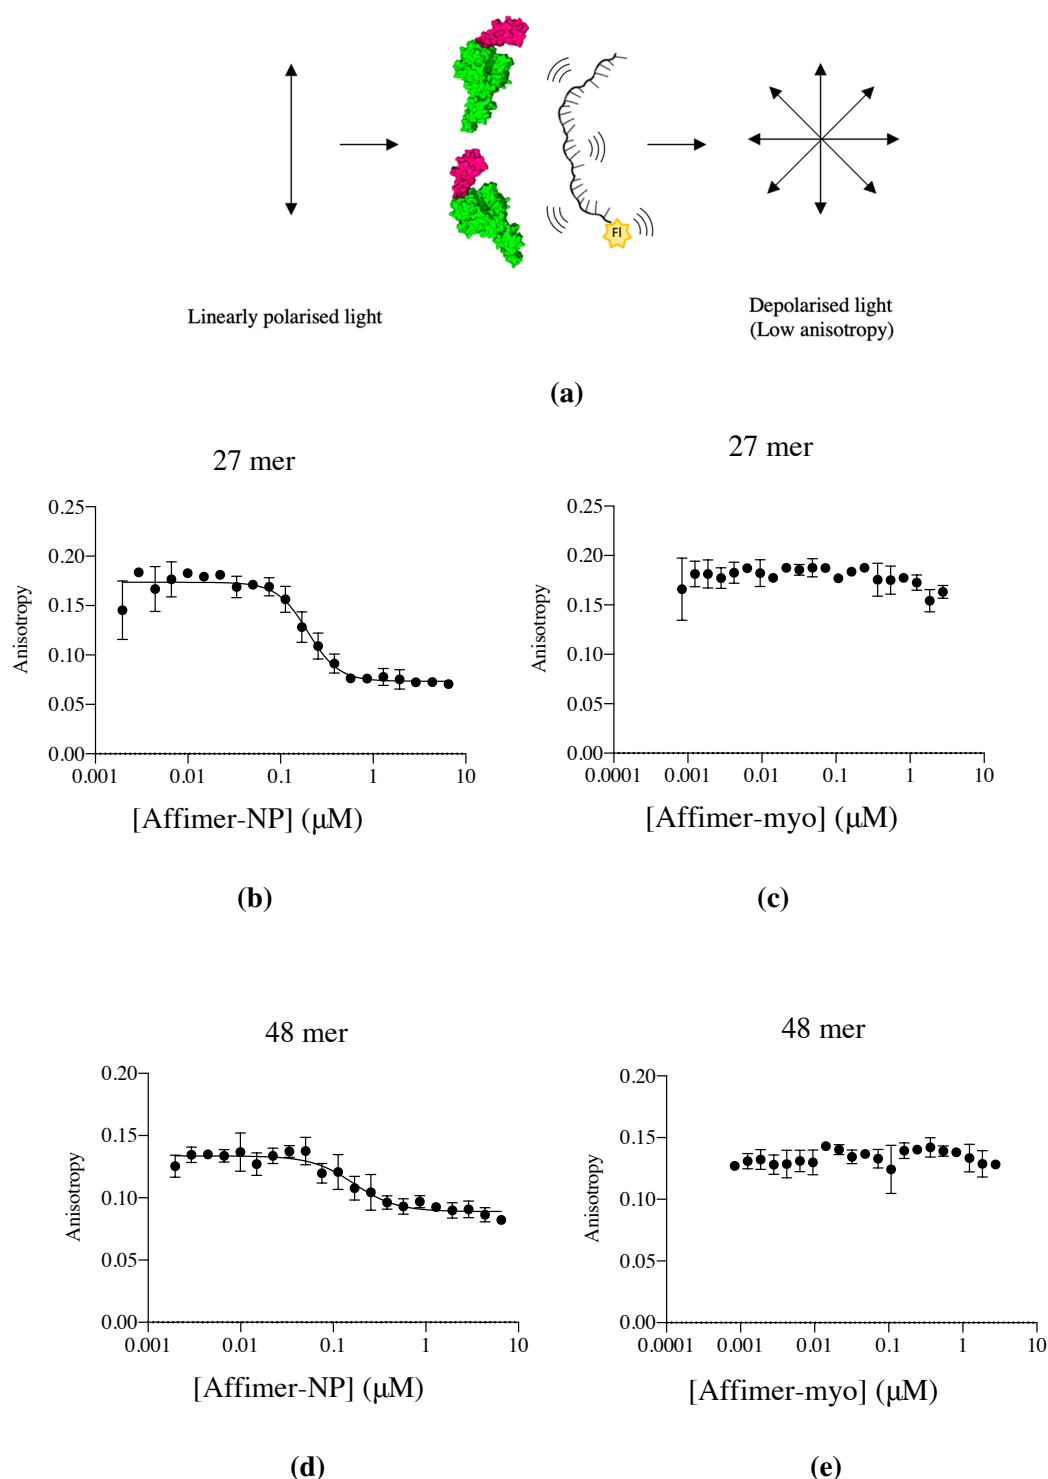 FI
Linearly polarised light
Depolarised light
(Low anisotropy)
(a)
27 mer
0.25
0.20
0.15
0.10
0.05
0.00
Anisotropy
0.001 0.01 0.1 1 10
[Affimer-NP] (μM)
(b)
27 mer
0.25
0.20
0.15
0.10
0.05
0.00
Anisotropy
0.0001 0.001 0.01 0.1 1 10
[Affimer-myo] (μM)
(c)
48 mer
0.20
0.15
0.10
0.05
0.00
Anisotropy
0.001 0.01 0.1 1 10
[Affimer-NP] (μM)
(d)
48 mer
0.20
0.15
0.10
0.05
0.00
Anisotropy
0.0001 0.001 0.01 0.1 1 10
[Affimer-myo] (μM)
(e)